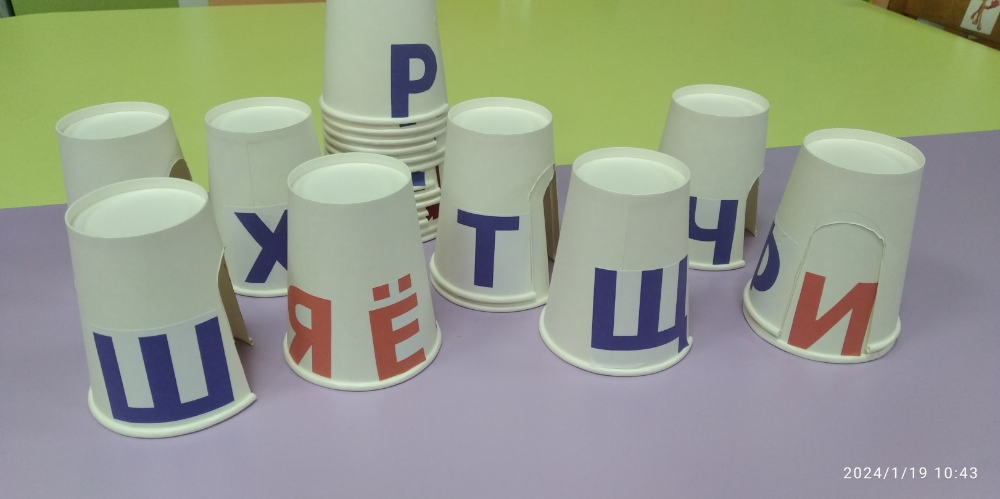 Р
Х
Т
Ч
Ш
Я Ё
Щ
И
2024/1/19 10:43